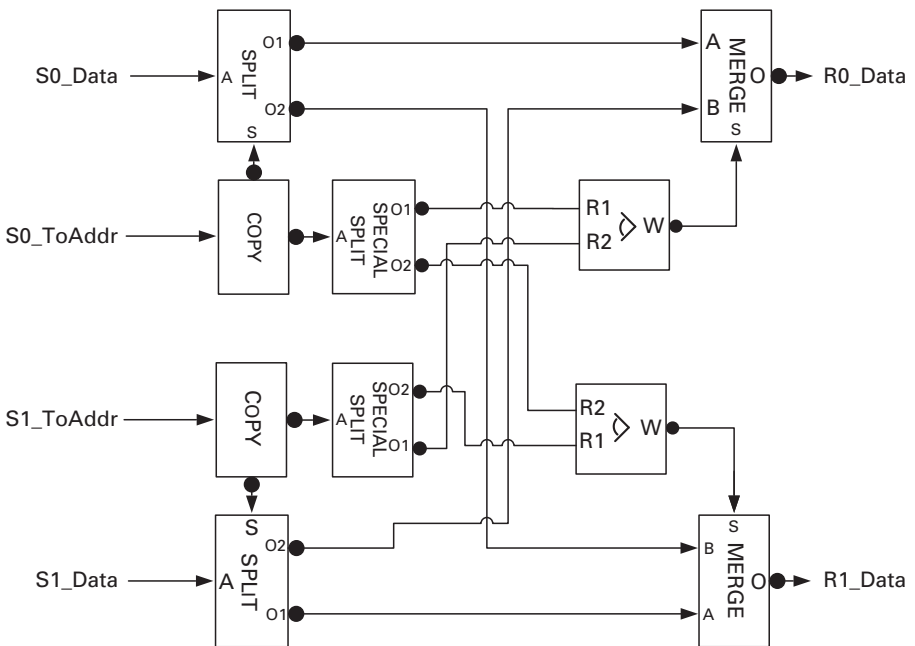 O1
A
MERGE
O
R0_Data
S0_Data
A
SPLIT
O2
B
S
S
S0_ToAddr
COPY
A
SPECIAL
SPLIT
O1
O2
R1
R2
W
S1_ToAddr
COPY
A
SPECIAL
SPLIT
O2
O1
R2
R1
W
S
O2
S
B
S1_Data
A
SPLIT
O1
A
MERGE
O
R1_Data